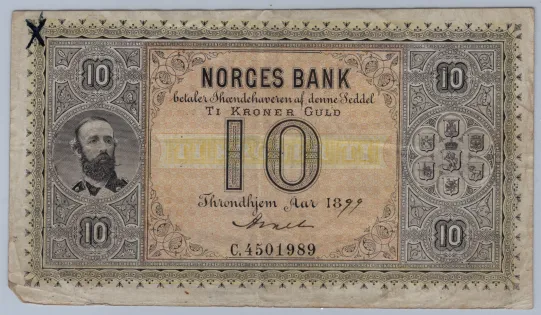 X
10 10
NORGES BANK
betaler Ihændehaveren af denne Seddel
TI KRONER GULD
10
Throndhjem Aar 1899
C.4501989
10 10